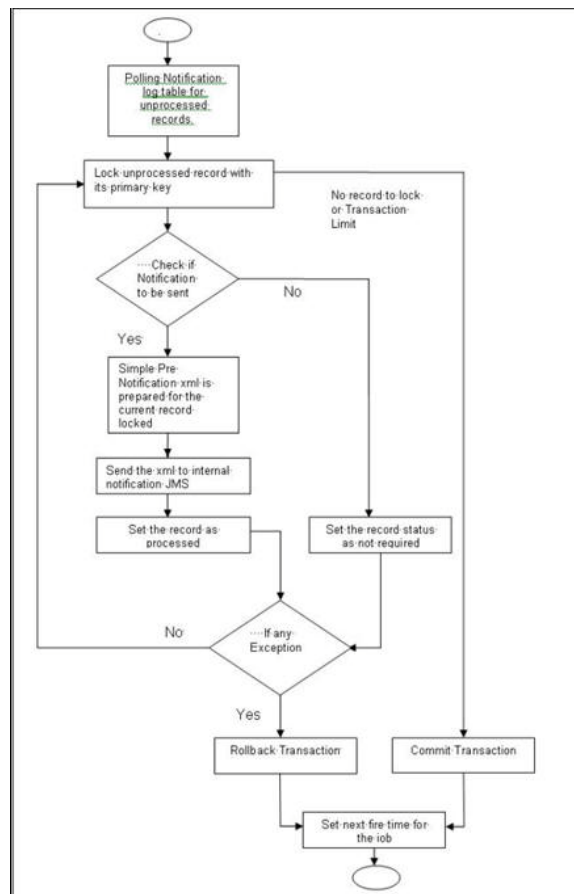 Polling Notification
log table for
unprocessed
records.
Lock unprocessed record with
its primary key
No record to lock
or Transaction
Limit
....Check if
Notification
to be sent
No
Yes
Simple Pre
Notification xml is
prepared for the
current record
locked
Send the xml to internal
notification JMS
Set the record as
processed
Set the record status
as not required
No
....If any
Exception
Yes
Rollback Transaction
Commit Transaction
Set next fire time for
the job